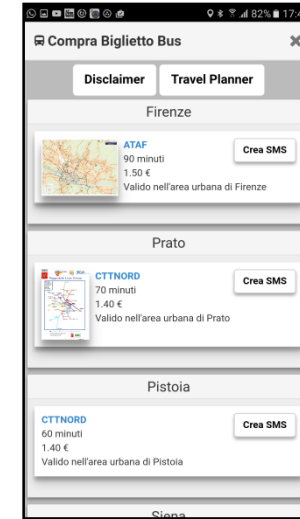 82% 17:4
Compra Biglietto Bus
Disclaimer Travel Planner
Firenze
ATAF
90 minuti
1.50 €
Valido nell'area urbana di Firenze
Crea SMS
Prato
CTTNORD
70 minuti
1.40 €
Valido nell'area urbana di Prato
Crea SMS
Pistoia
CTTNORD
60 minuti
1.40 €
Valido nell'area urbana di Pistoia
Crea SMS
Siena